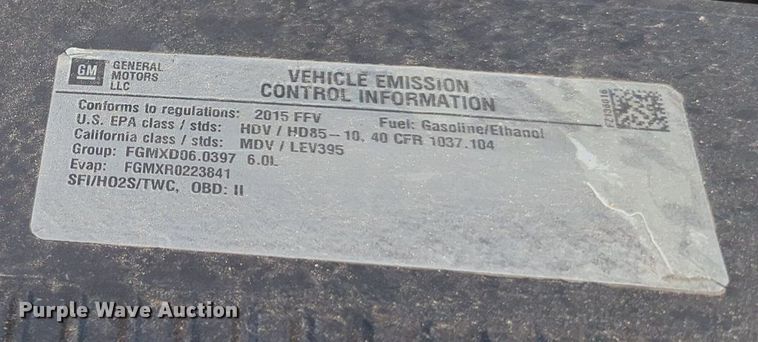 GM
GENERAL
MOTORS
LLC
VEHICLE EMISSION
CONTROL INFORMATION
Conforms to regulations: 2015 FFV Fuel: Gasoline/Ethanol
U.S. EPA class / stds: HDV / HD85-10, 40 CFR 1037.104
California class / stds: MDV / LEV395
Group: FGMXD06.0397 6.0L
Evap: FGMXR0223841
SFI/HO2S/TWC, OBD: II
Purple Wave Auction